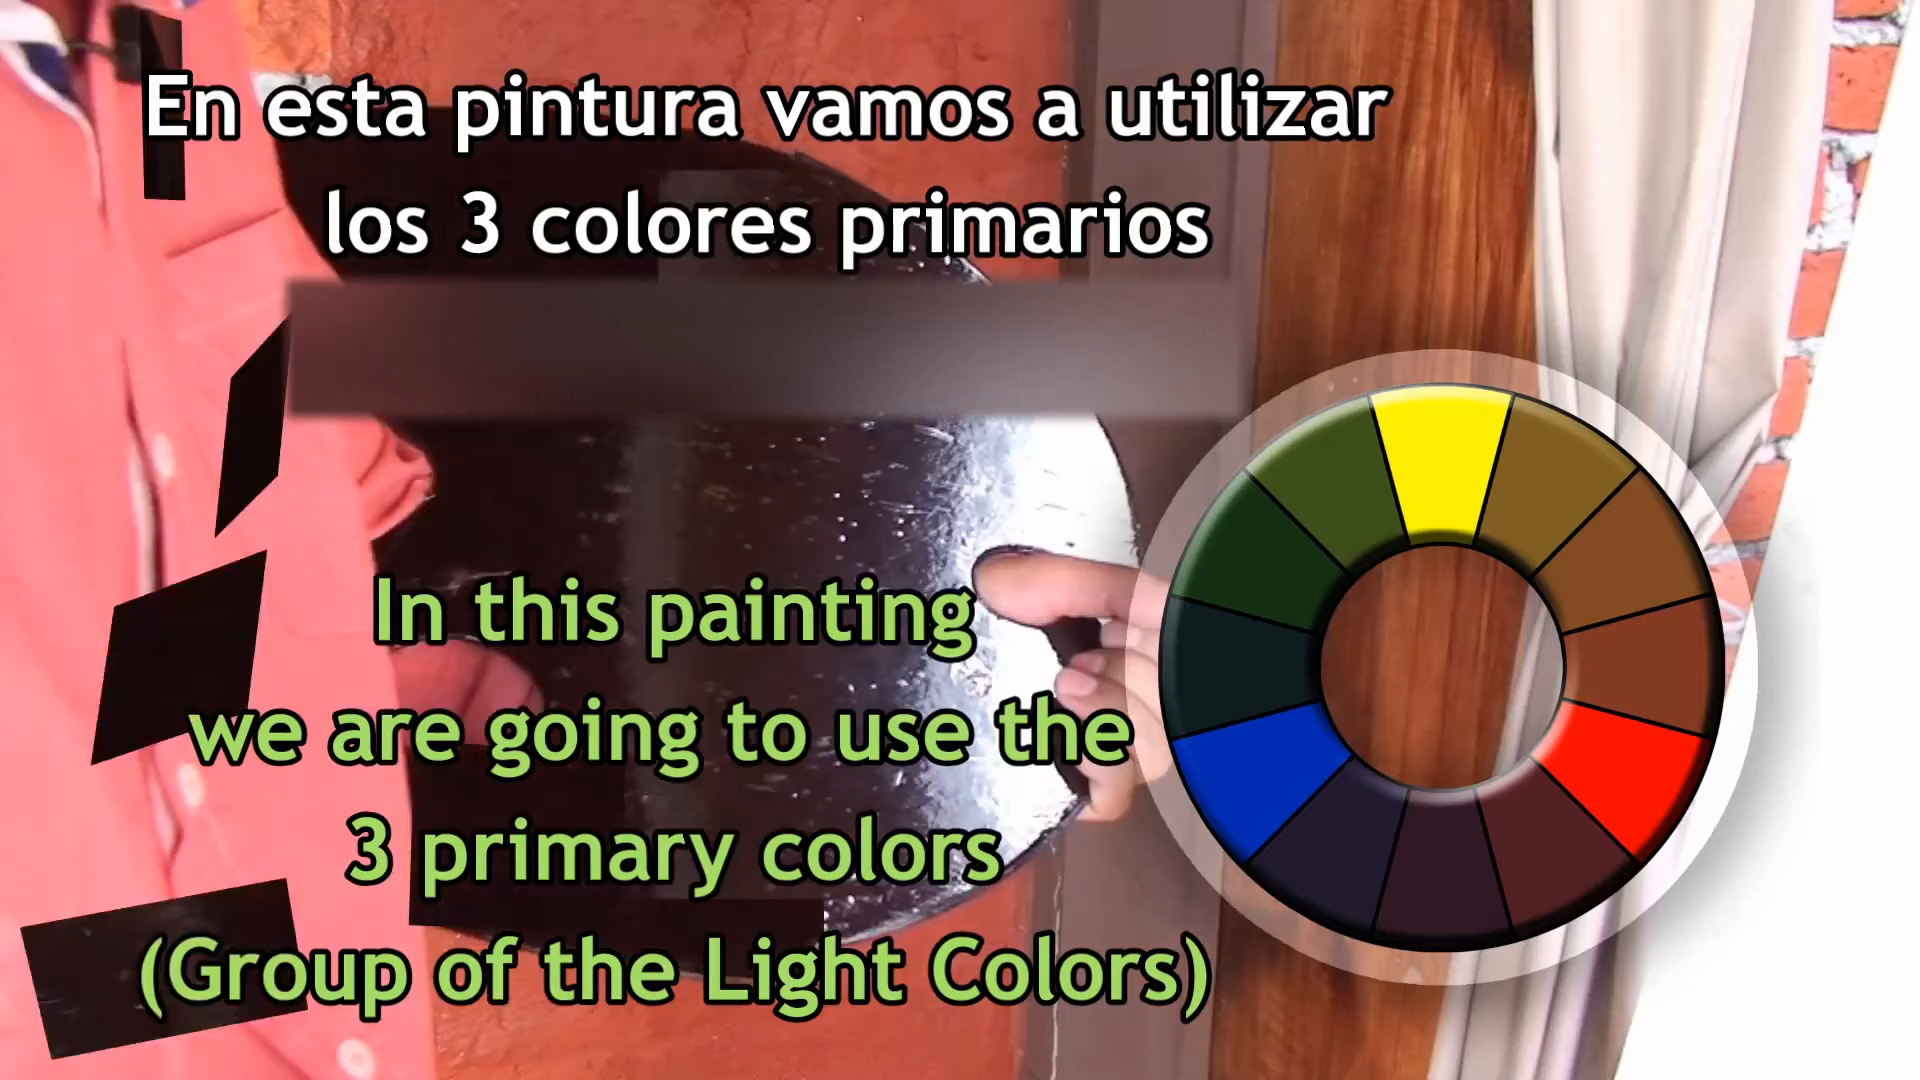 En esta pintura vamos a utilizar
los 3 colores primarios
In this painting
we are going to use the
3 primary colors
(Group of the Light Colors)